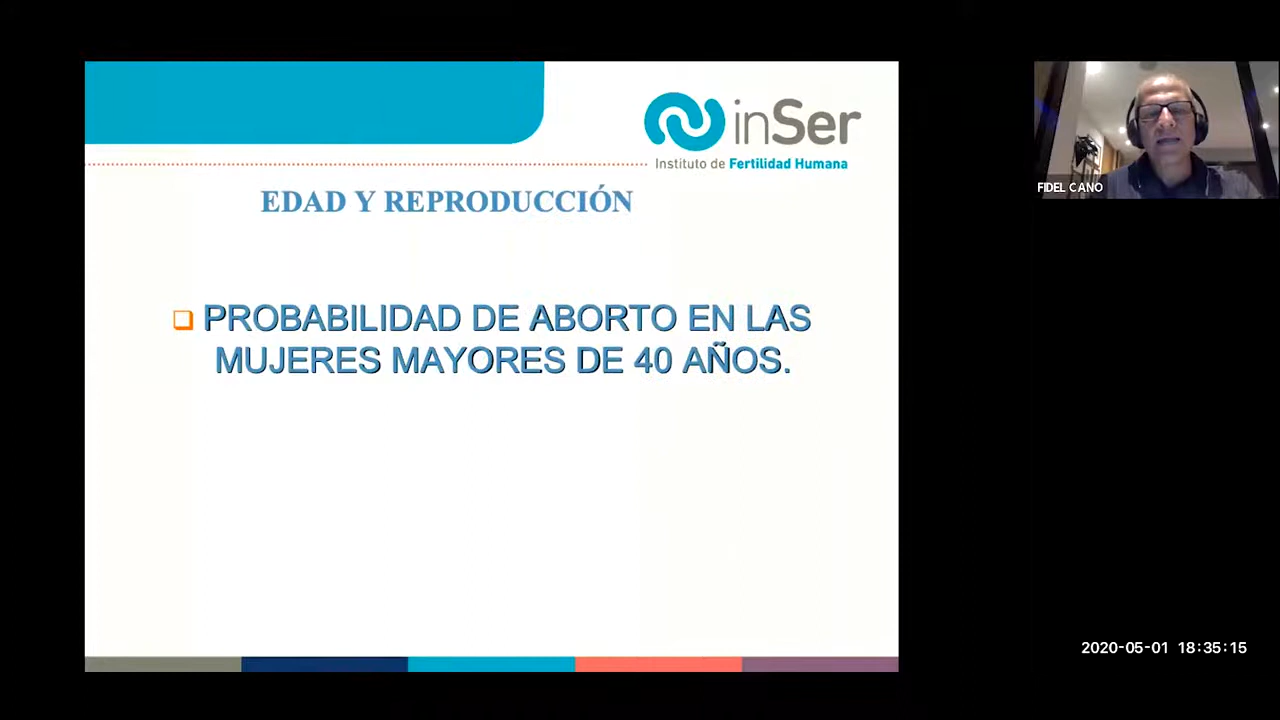 inSer
Instituto de Fertilidad Humana
EDAD Y REPRODUCCIÓN
❑ PROBABILIDAD DE ABORTO EN LAS
MUJERES MAYORES DE 40 AÑOS.
FIDEL CANO
2020-05-01 18:35:15